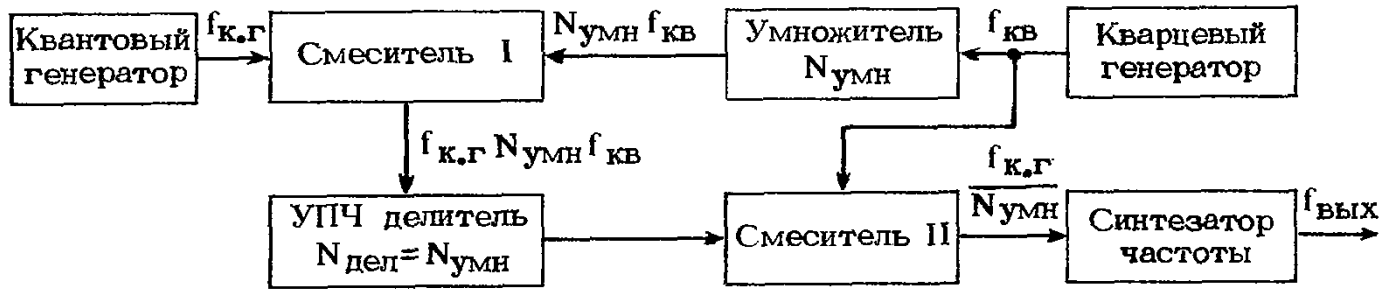 Квантовый
генератор
fк.г
Смеситель I
Nумн fкв
Умножитель
Nумн
fкв
Кварцевый
генератор
fк.г Nумн fкв
УПЧ делитель
Nдел = Nумн
Смеситель II
fк.г
Nумн
Синтезатор
частоты
fвых